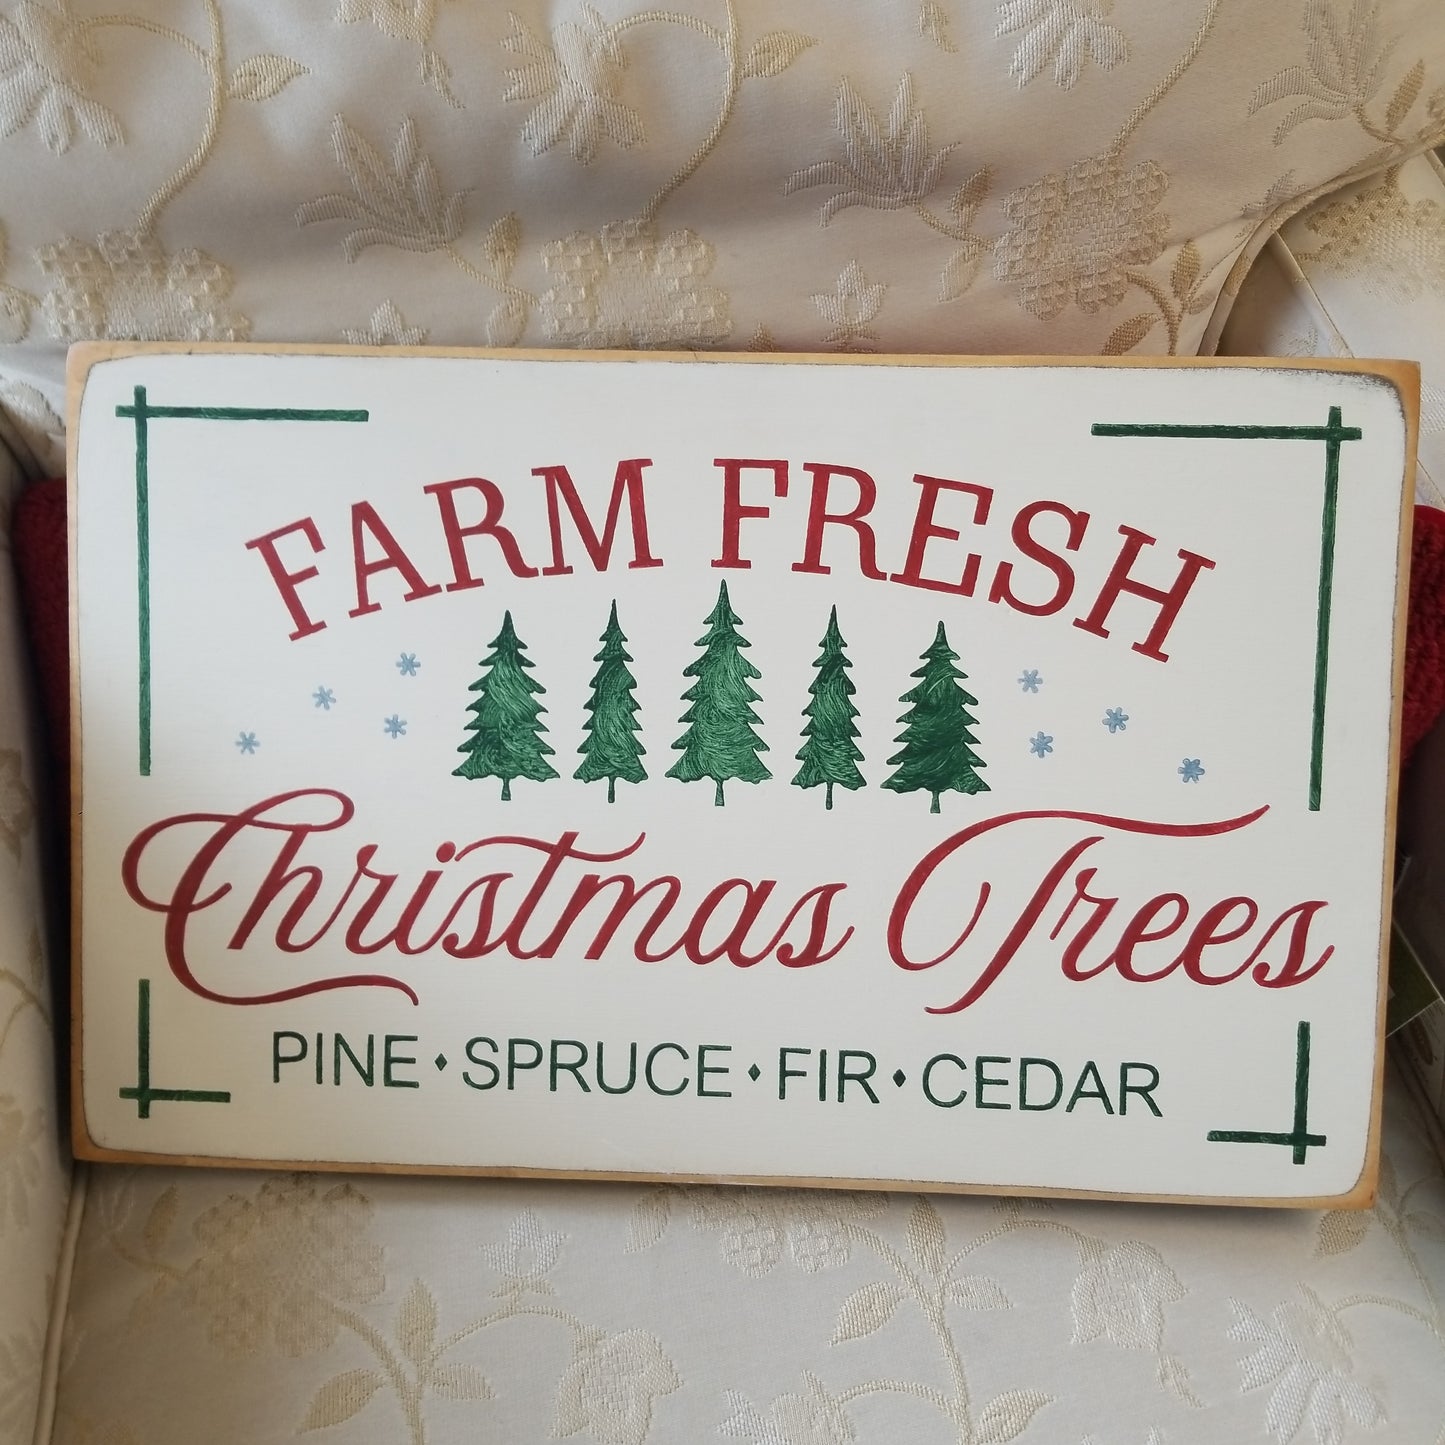 FARM FRESH
Christmas Trees
PINE • SPRUCE • FIR • CEDAR